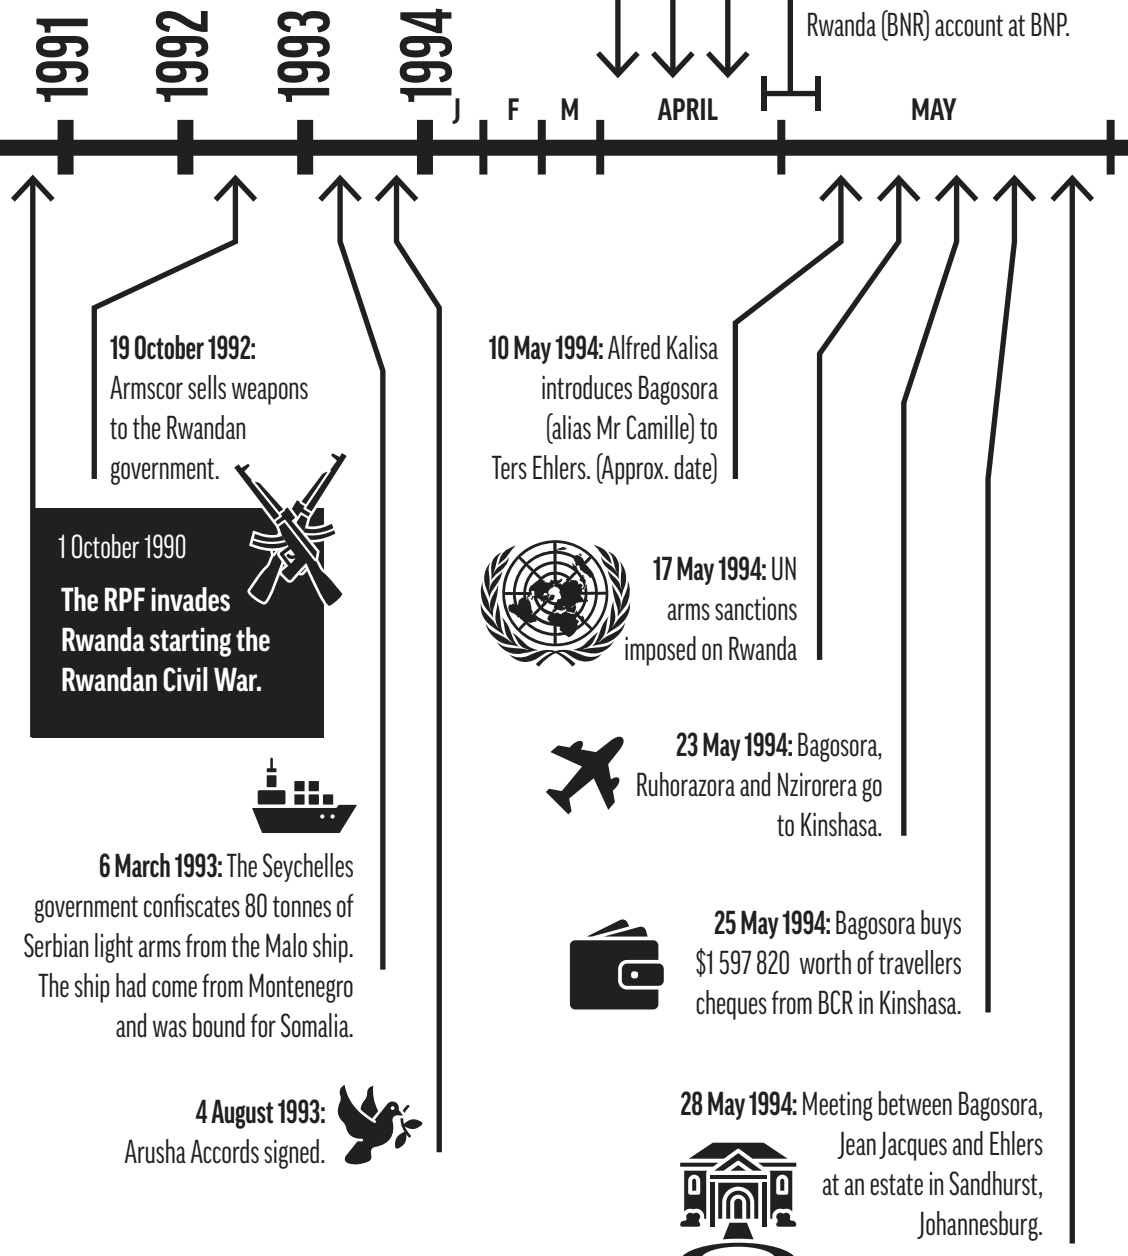 Rwanda (BNR) account at BNP.
1991
1992
1993
1994
J
F
M
APRIL
MAY
19 October 1992:
Armscor sells weapons
to the Rwandan
government.
1 October 1990
The RPF invades
Rwanda starting the
Rwandan Civil War.
6 March 1993: The Seychelles
government confiscates 80 tonnes of
Serbian light arms from the Malo ship.
The ship had come from Montenegro
and was bound for Somalia.
4 August 1993:
Arusha Accords signed.
10 May 1994: Alfred Kalisa
introduces Bagosora
(alias Mr Camille) to
Ters Ehlers. (Approx. date)
17 May 1994: UN
arms sanctions
imposed on Rwanda
23 May 1994: Bagosora,
Ruhorazora and Nzirorera go
to Kinshasa.
25 May 1994: Bagosora buys
$1 597 820 worth of travellers
cheques from BCR in Kinshasa.
28 May 1994: Meeting between Bagosora,
Jean Jacques and Ehlers
at an estate in Sandhurst,
Johannesburg.